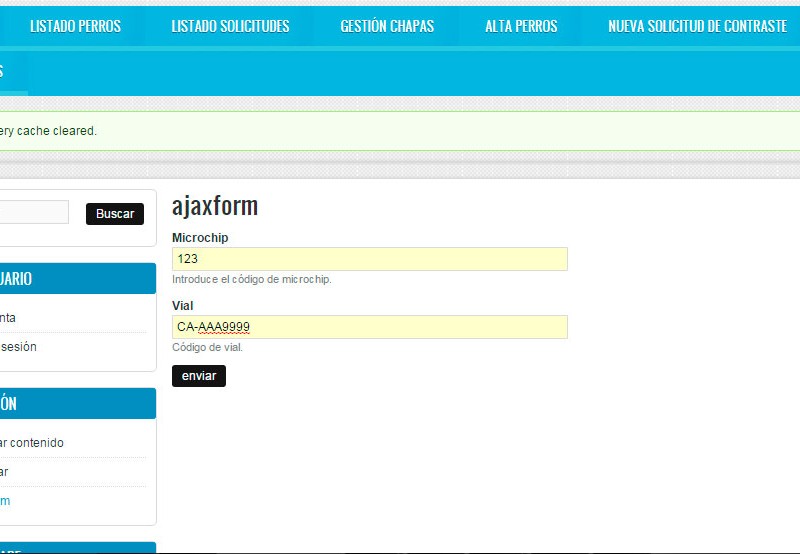 LISTADO PERROS LISTADO SOLICITUDES GESTIÓN CHAPAS ALTA PERROS NUEVA SOLICITUD DE CONTRASTE
S
ery cache cleared.
Buscar
UARIO
nta
sesión
IÓN
ar contenido
ar
m
ajaxform
Microchip
123
Introduce el código de microchip.
Vial
CA-AAA9999
Código de vial.
enviar